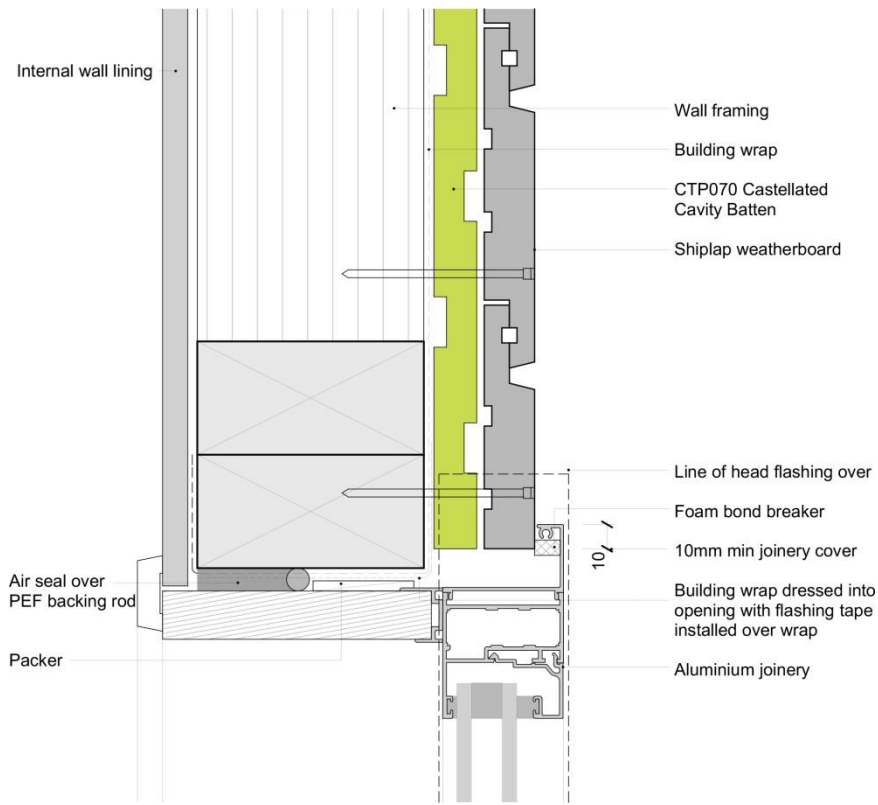 Internal wall lining
Wall framing
Building wrap
CTP070 Castellated
Cavity Batten
Shiplap weatherboard
Line of head flashing over
Foam bond breaker
10
10mm min joinery cover
Air seal over
PEF backing rod
Building wrap dressed into
opening with flashing tape
installed over wrap
Packer
Aluminium joinery